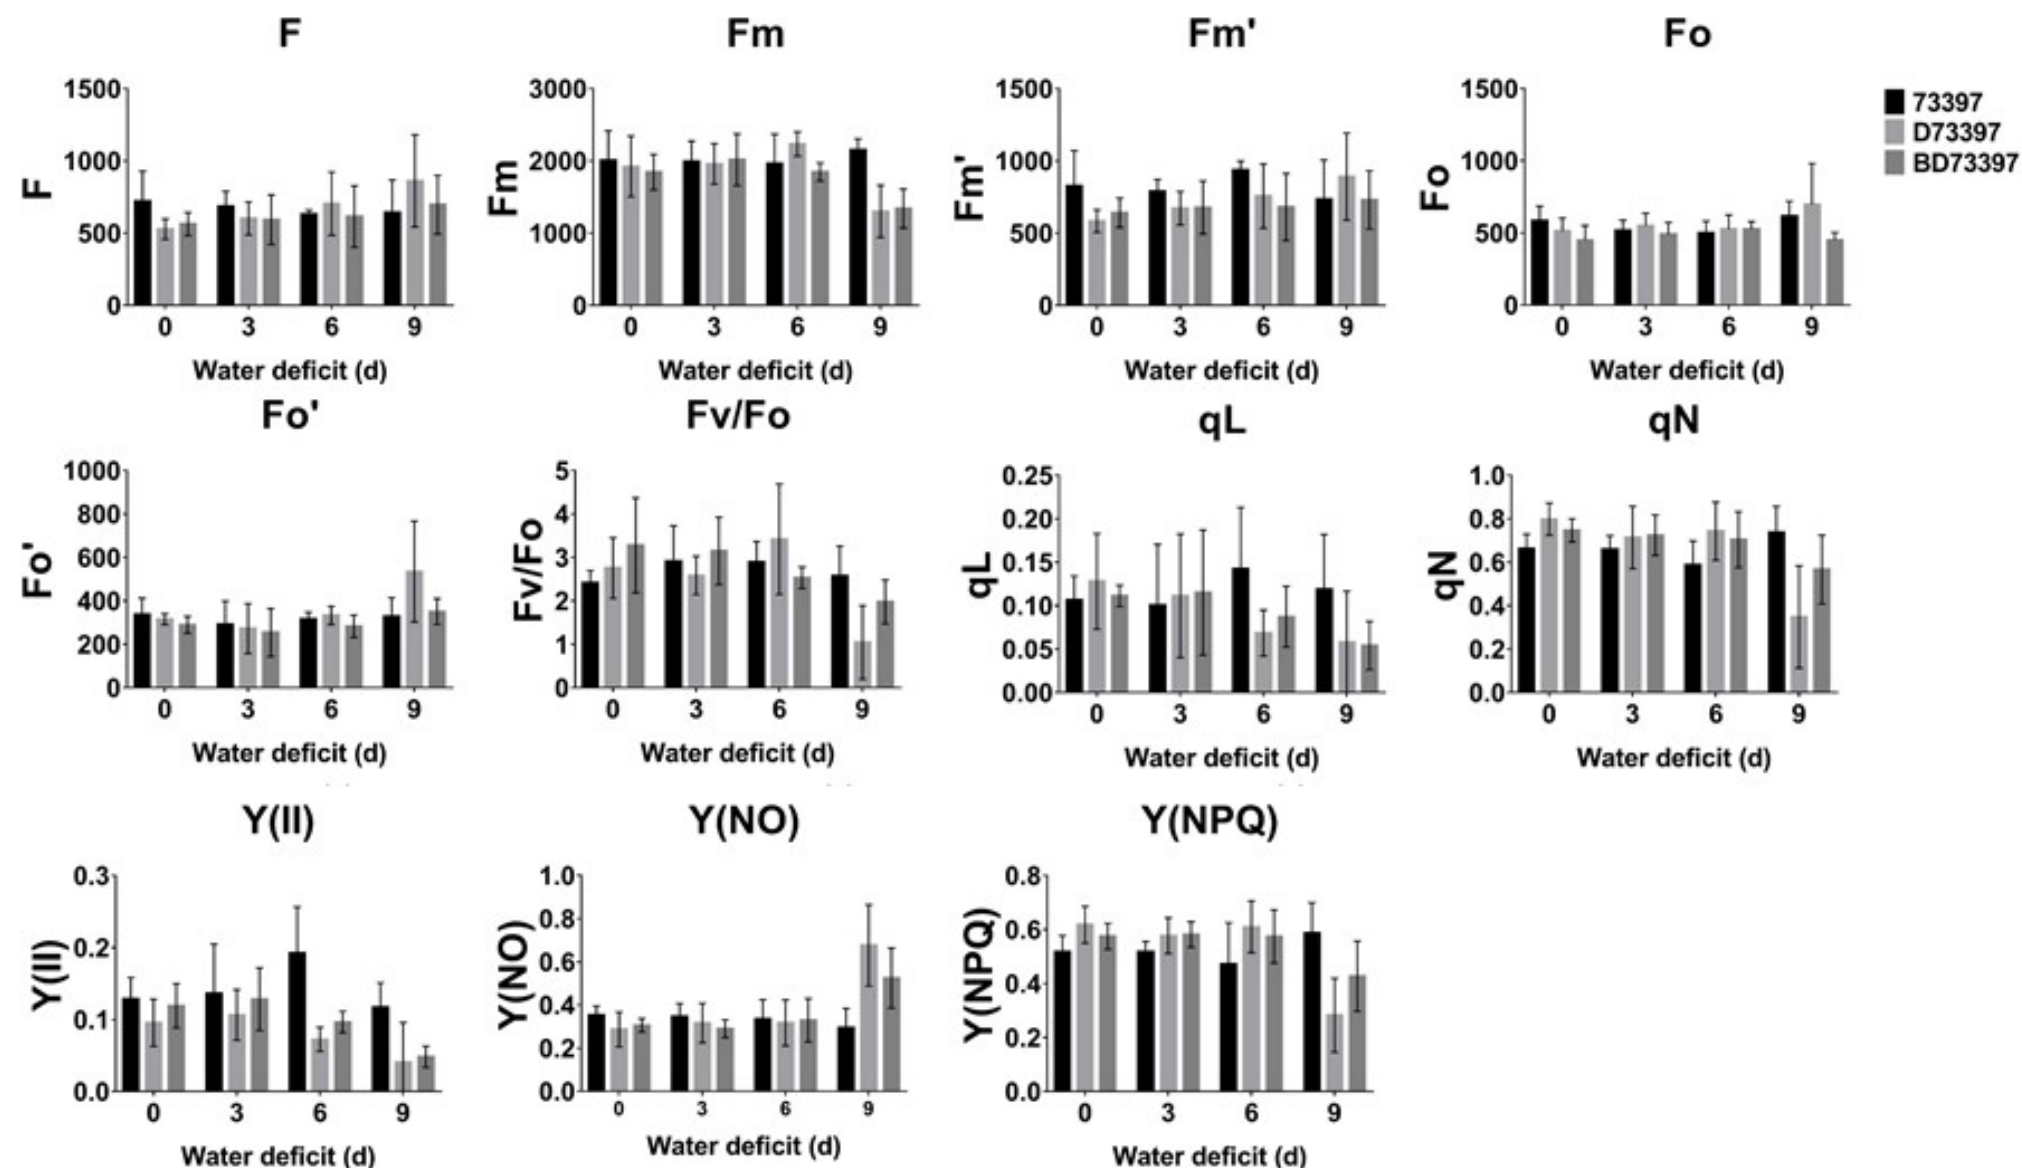 F
Fm
Fm'
Fo
1500
1000
500
0
F
0 3 6 9
Water deficit (d)
3000
2000
1000
0
Fm
0 3 6 9
Water deficit (d)
1500
1000
500
0
Fm'
0 3 6 9
Water deficit (d)
1500
1000
500
0
Fo
0 3 6 9
Water deficit (d)
73397
D73397
BD73397
Fo'
Fv/Fo
qL
qN
1000
800
600
400
200
0
Fo'
0 3 6 9
Water deficit (d)
5
4
3
2
1
0
Fv/Fo
0 3 6 9
Water deficit (d)
0.25
0.20
0.15
0.10
0.05
0.00
qL
0 3 6 9
Water deficit (d)
1.0
0.8
0.6
0.4
0.2
0.0
qN
0 3 6 9
Water deficit (d)
Y(II)
Y(NO)
Y(NPQ)
0.3
0.2
0.1
0.0
Y(II)
0 3 6 9
Water deficit (d)
1.0
0.8
0.6
0.4
0.2
0.0
Y(NO)
0 3 6 9
Water deficit (d)
0.8
0.6
0.4
0.2
0.0
Y(NPQ)
0 3 6 9
Water deficit (d)